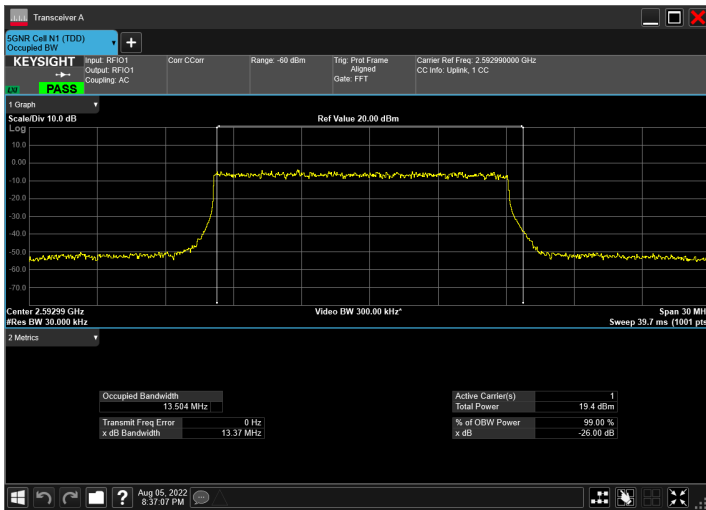 Transceiver A
5GNR Cell N1 (TDD)
Occupied BW
KEYSIGHT
LXI
PASS
Input: RFIO1
Output: RFIO1
Coupling: AC
Corr CCorr
Range: -60 dBm
Trig: Prot Frame
Aligned
Gate: FFT
Carrier Ref Freq: 2.592990000 GHz
CC Info: Uplink, 1 CC
1 Graph
Scale/Div 10.0 dB
Ref Value 20.00 dBm
Log
10.0
0.00
-10.0
-20.0
-30.0
-40.0
-50.0
-60.0
-70.0
Center 2.59299 GHz
Video BW 300.00 kHz*
Span 30 MH
#Res BW 30.000 kHz
Sweep 39.7 ms (1001 pts
2 Metrics
Occupied Bandwidth
13.504 MHz
Transmit Freq Error 0 Hz
x dB Bandwidth 13.37 MHz
Active Carrier(s) 1
Total Power 19.4 dBm
% of OBW Power 99.00 %
x dB -26.00 dB
Aug 05, 2022
8:37:07 PM